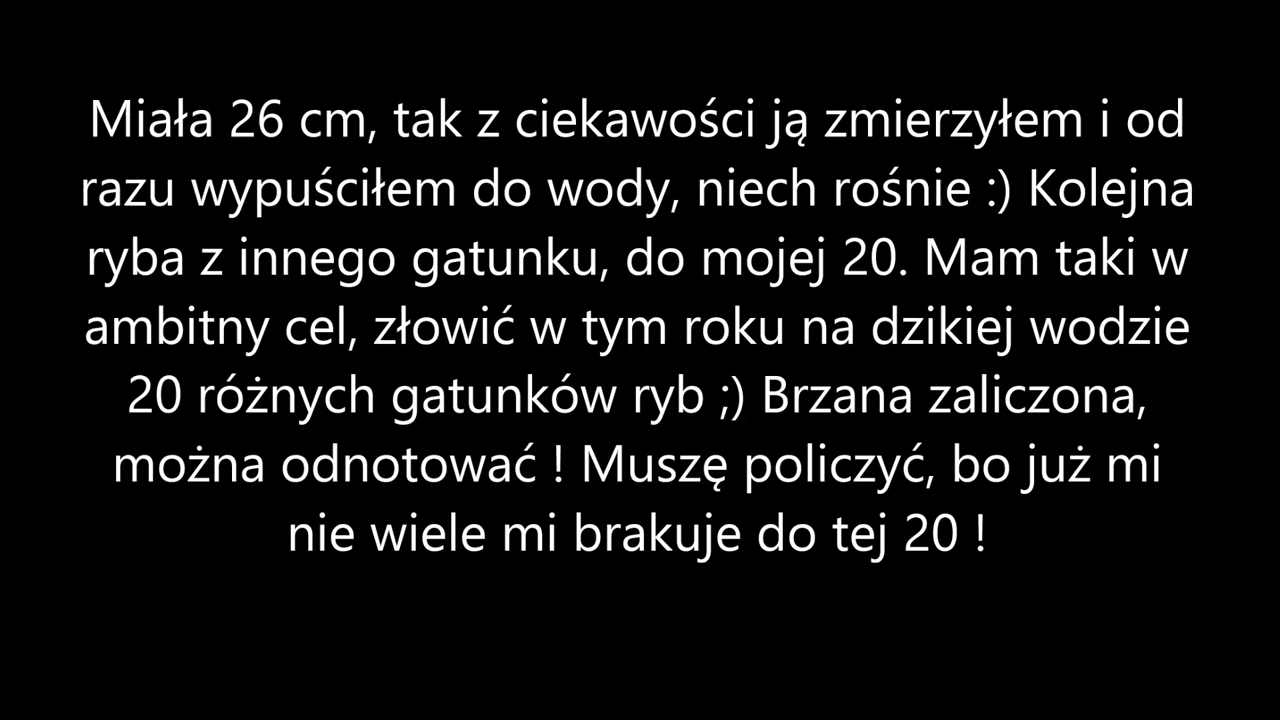 Miała 26 cm, tak z ciekawości ją zmierzyłem i od
razu wypuściłem do wody, niech rośnie :) Kolejna
ryba z innego gatunku, do mojej 20. Mam taki w
ambitny cel, złowić w tym roku na dzikiej wodzie
20 różnych gatunków ryb ;) Brzana zaliczona,
można odnotować ! Muszę policzyć, bo już mi
nie wiele mi brakuje do tej 20 !